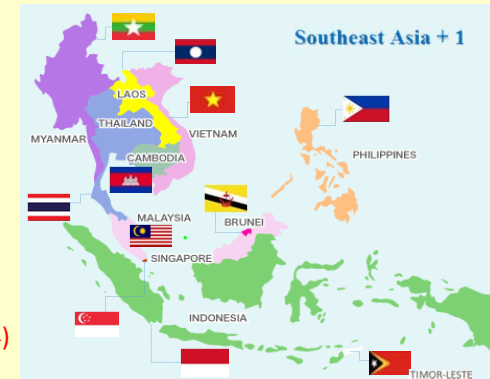 Southeast Asia + 1
LAOS
THAILAND
MYANMAR
VIETNAM
CAMBODIA
PHILIPPINES
MALAYSIA
BRUNEI
SINGAPORE
INDONESIA
)
TIMOR-LESTE